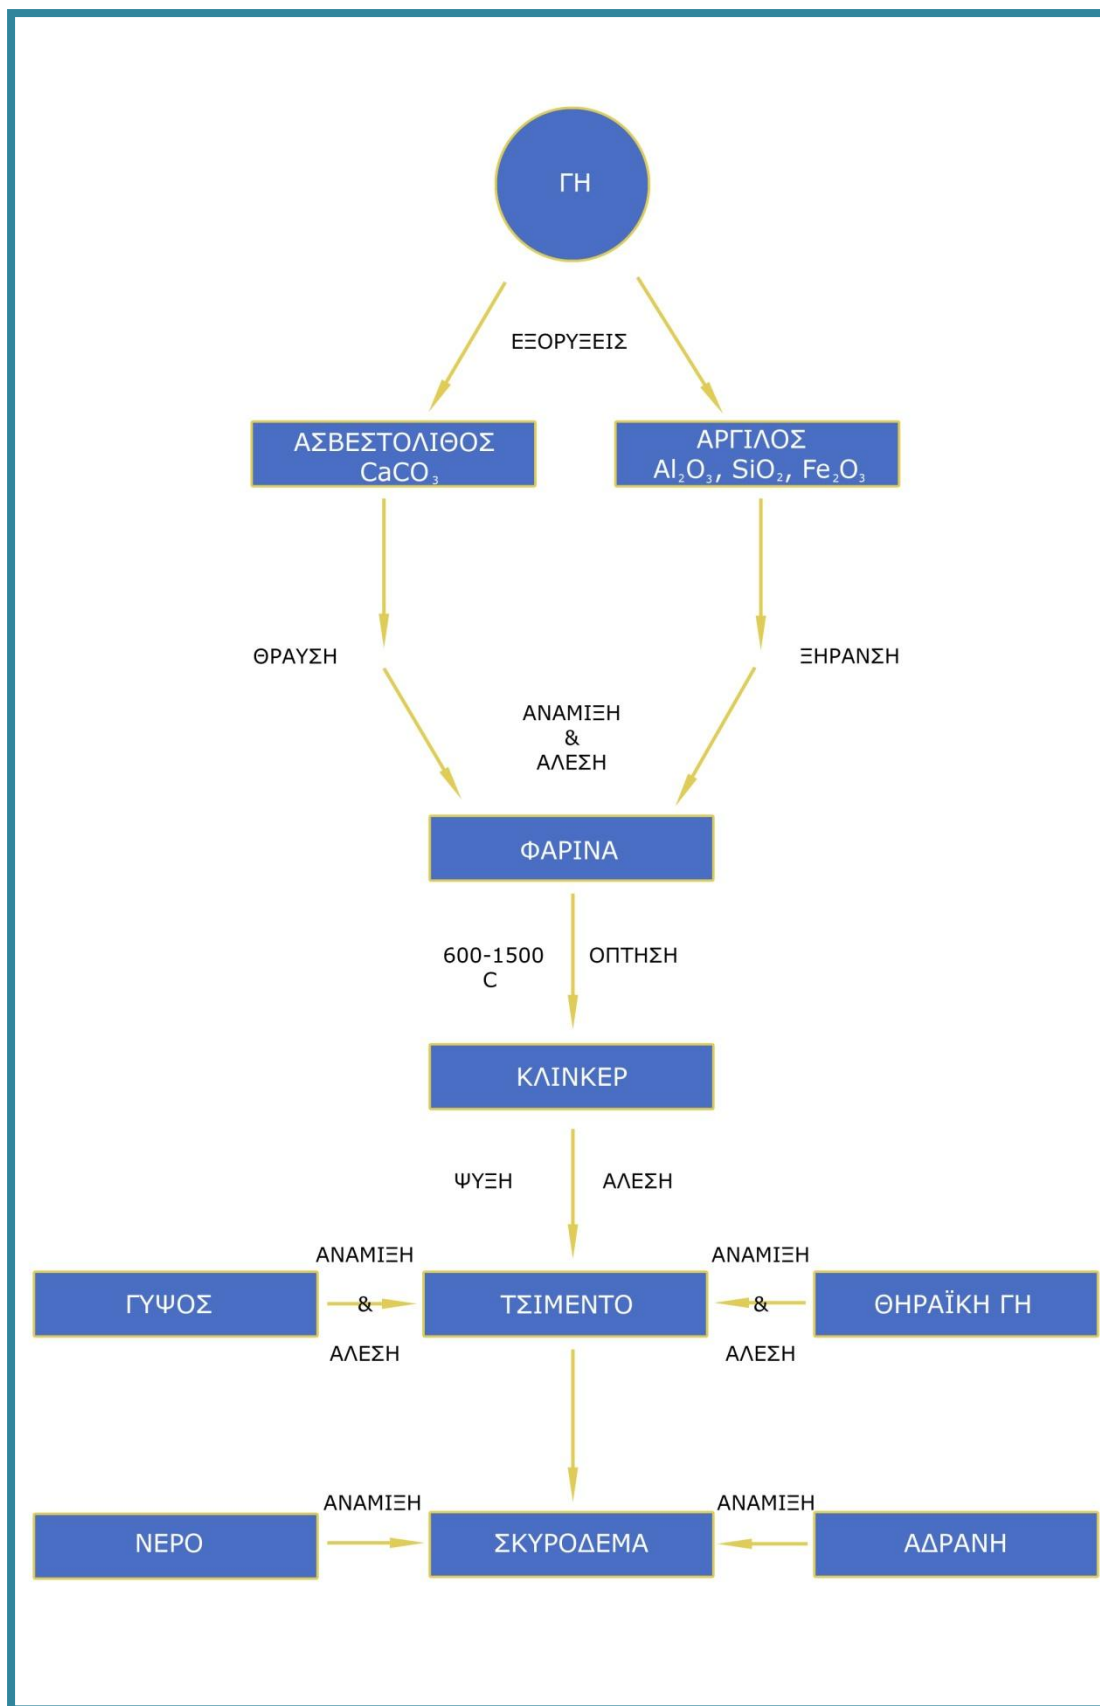 ΓΗ
ΕΞΟΡΥΞΕΙΣ
ΑΣΒΕΣΤΟΛΙΘΟΣ
CaCO₃
ΑΡΓΙΛΟΣ
Al₂O₃, SiO₂, Fe₂O₃
ΘΡΑΥΣΗ
ΞΗΡΑΝΣΗ
ΑΝΑΜΙΞΗ
&
ΑΛΕΣΗ
ΦΑΡΙΝΑ
600-1500
C
ΟΠΤΗΣΗ
ΚΛΙΝΚΕΡ
ΨΥΞΗ
ΑΛΕΣΗ
ΓΥΨΟΣ
ΑΝΑΜΙΞΗ
&
ΑΛΕΣΗ
ΤΣΙΜΕΝΤΟ
ΑΝΑΜΙΞΗ
&
ΑΛΕΣΗ
ΘΗΡΑΪΚΗ ΓΗ
ΝΕΡΟ
ΑΝΑΜΙΞΗ
ΣΚΥΡΟΔΕΜΑ
ΑΝΑΜΙΞΗ
ΑΔΡΑΝΗ